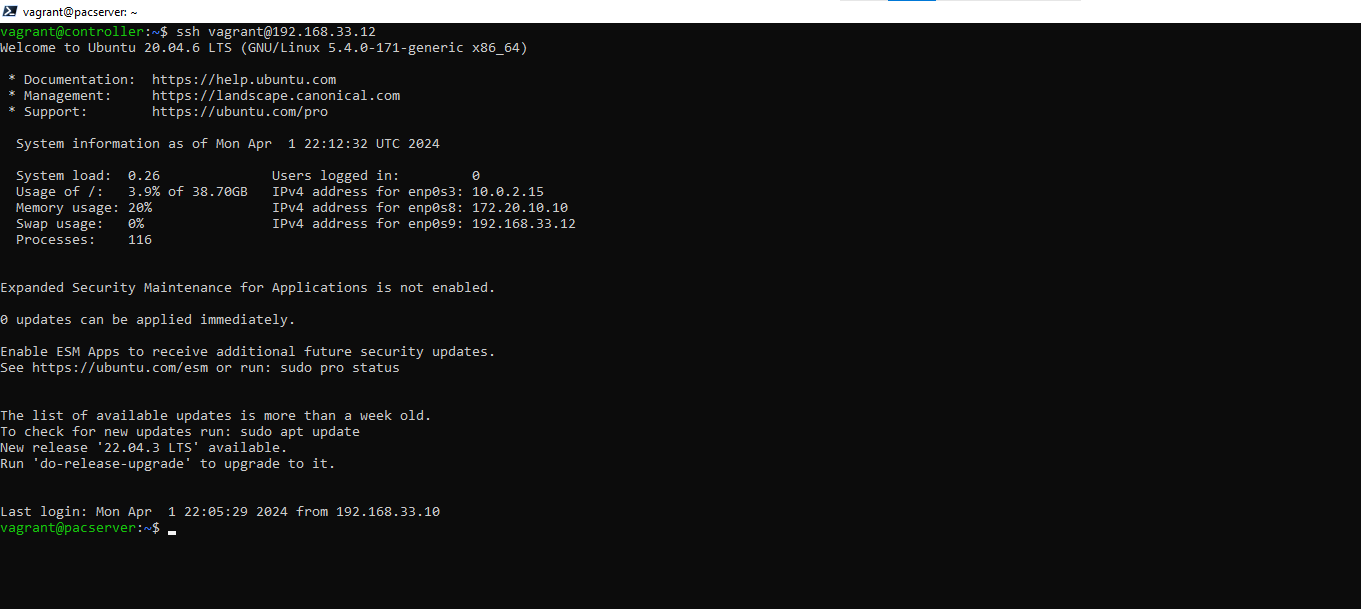 vagrant@pacserver: ~
vagrant@controller:~$ ssh vagrant@192.168.33.12
Welcome to Ubuntu 20.04.6 LTS (GNU/Linux 5.4.0-171-generic x86_64)
* Documentation:  https://help.ubuntu.com
* Management:     https://landscape.canonical.com
* Support:        https://ubuntu.com/pro
System information as of Mon Apr  1 22:12:32 UTC 2024
System load:  0.26              Users logged in:         0
Usage of /:   3.9% of 38.70GB   IPv4 address for enp0s3: 10.0.2.15
Memory usage: 20%               IPv4 address for enp0s8: 172.20.10.10
Swap usage:   0%                IPv4 address for enp0s9: 192.168.33.12
Processes:    116
Expanded Security Maintenance for Applications is not enabled.
0 updates can be applied immediately.
Enable ESM Apps to receive additional future security updates.
See https://ubuntu.com/esm or run: sudo pro status
The list of available updates is more than a week old.
To check for new updates run: sudo apt update
New release '22.04.3 LTS' available.
Run 'do-release-upgrade' to upgrade to it.
Last login: Mon Apr  1 22:05:29 2024 from 192.168.33.10
vagrant@pacserver:~$